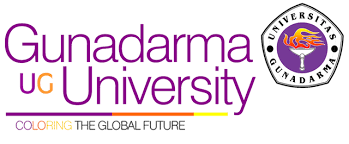 Gunadarma
UG University
COLORING THE GLOBAL FUTURE
UNIVERSITAS
GUNADARMA